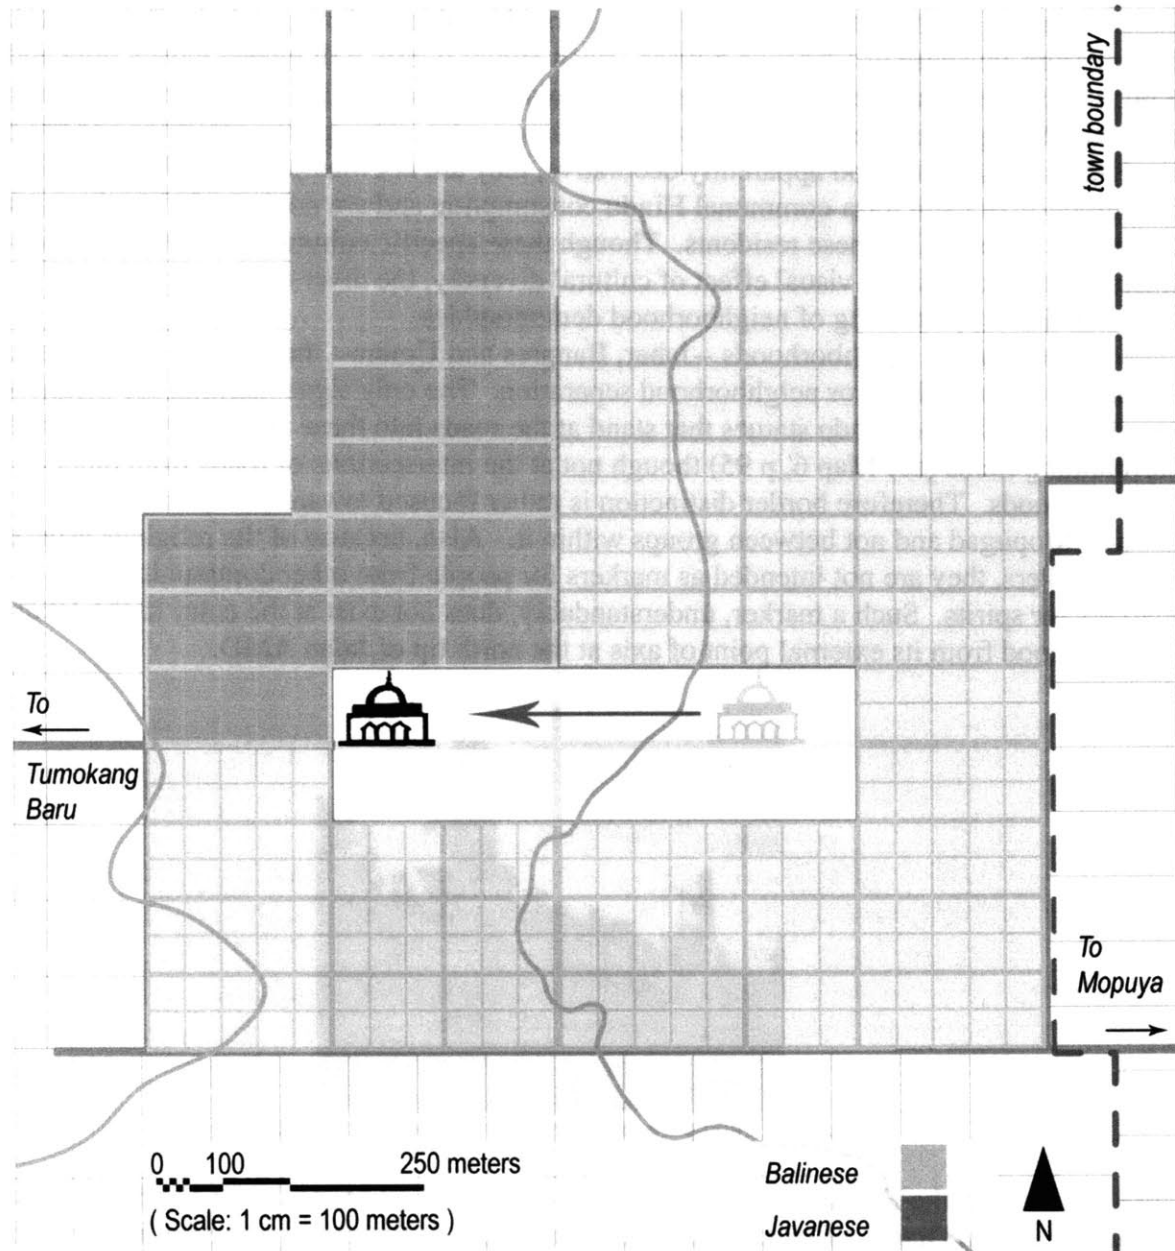 town boundary
To
Tumokang
Baru
To
Mopuya
0 100 250 meters
( Scale: 1 cm = 100 meters )
Balinese
Javanese
N